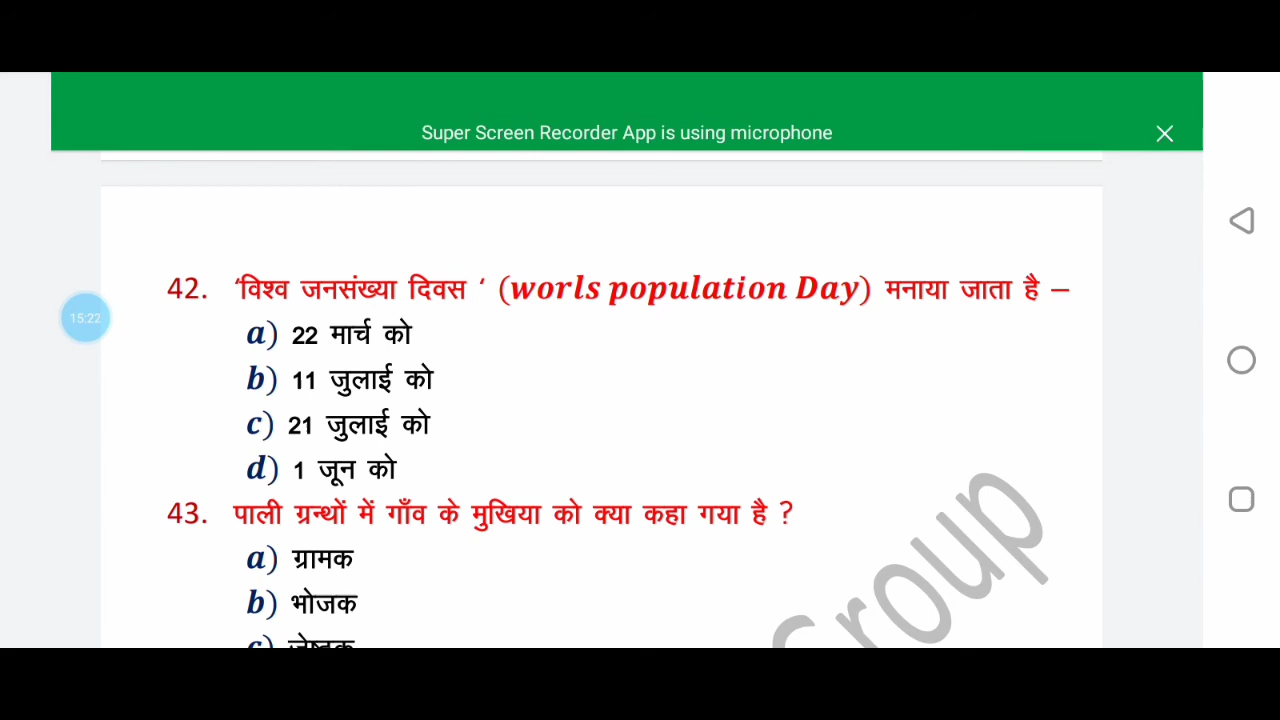 Super Screen Recorder App is using microphone
42. ‘विश्व जनसंख्या दिवस ‘ (worls population Day) मनाया जाता है –
15:22
a) 22 मार्च को
b) 11 जुलाई को
c) 21 जुलाई को
d) 1 जून को
43. पाली ग्रन्थों में गाँव के मुखिया को क्या कहा गया है ?
a) ग्रामक
b) भोजक
c) जेष्तक
Group